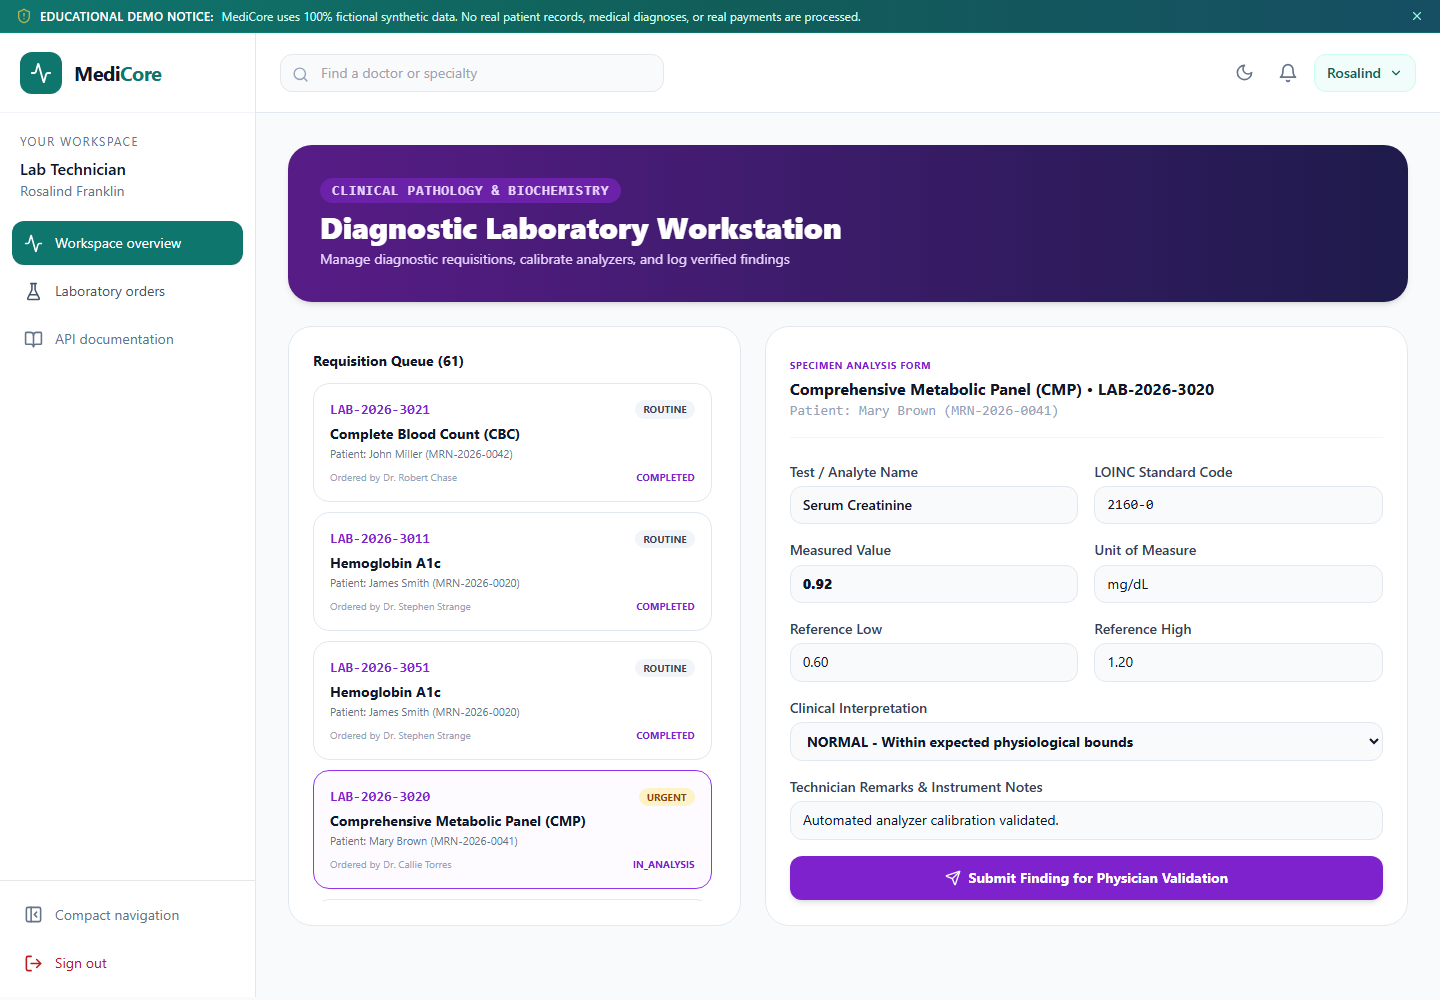 EDUCATIONAL DEMO NOTICE: MediCore uses 100% fictional synthetic data. No real patient records, medical diagnoses, or real payments are processed.
MediCore
Find a doctor or specialty
Rosalind
YOUR WORKSPACE
Lab Technician
Rosalind Franklin
Workspace overview
Laboratory orders
API documentation
Compact navigation
Sign out
CLINICAL PATHOLOGY & BIOCHEMISTRY
Diagnostic Laboratory Workstation
Manage diagnostic requisitions, calibrate analyzers, and log verified findings
Requisition Queue (61)
LAB-2026-3021 ROUTINE
Complete Blood Count (CBC)
Patient: John Miller (MRN-2026-0042)
Ordered by Dr. Robert Chase COMPLETED
LAB-2026-3011 ROUTINE
Hemoglobin A1c
Patient: James Smith (MRN-2026-0020)
Ordered by Dr. Stephen Strange COMPLETED
LAB-2026-3051 ROUTINE
Hemoglobin A1c
Patient: James Smith (MRN-2026-0020)
Ordered by Dr. Stephen Strange COMPLETED
LAB-2026-3020 URGENT
Comprehensive Metabolic Panel (CMP)
Patient: Mary Brown (MRN-2026-0041)
Ordered by Dr. Callie Torres IN_ANALYSIS
SPECIMEN ANALYSIS FORM
Comprehensive Metabolic Panel (CMP) • LAB-2026-3020
Patient: Mary Brown (MRN-2026-0041)
Test / Analyte Name LOINC Standard Code
Serum Creatinine 2160-0
Measured Value Unit of Measure
0.92 mg/dL
Reference Low Reference High
0.60 1.20
Clinical Interpretation
NORMAL - Within expected physiological bounds
Technician Remarks & Instrument Notes
Automated analyzer calibration validated.
Submit Finding for Physician Validation